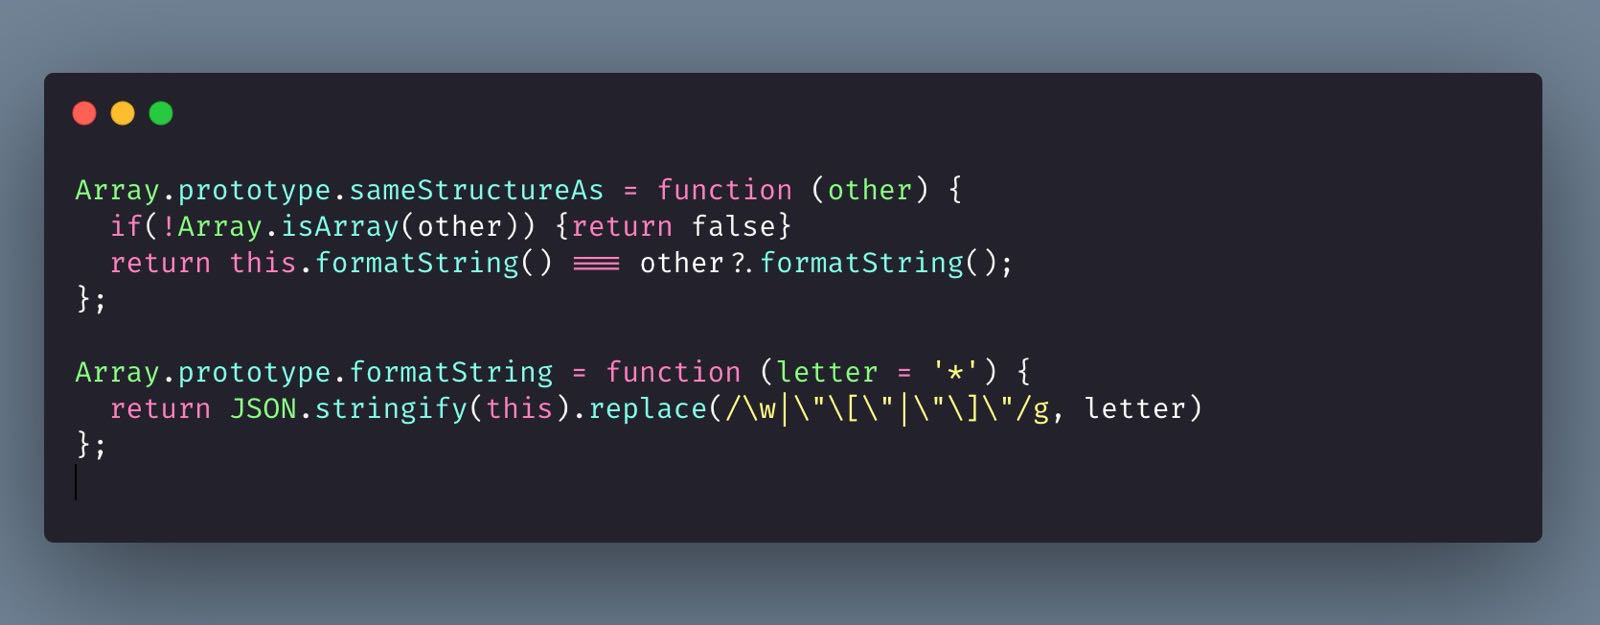 Array.prototype.sameStructureAs = function (other) {
  if(!Array.isArray(other)) {return false}
  return this.formatString() === other?.formatString();
};

Array.prototype.formatString = function (letter = '*') {
  return JSON.stringify(this).replace(/\w|\"\[\"|\"\]\"/g, letter)
};